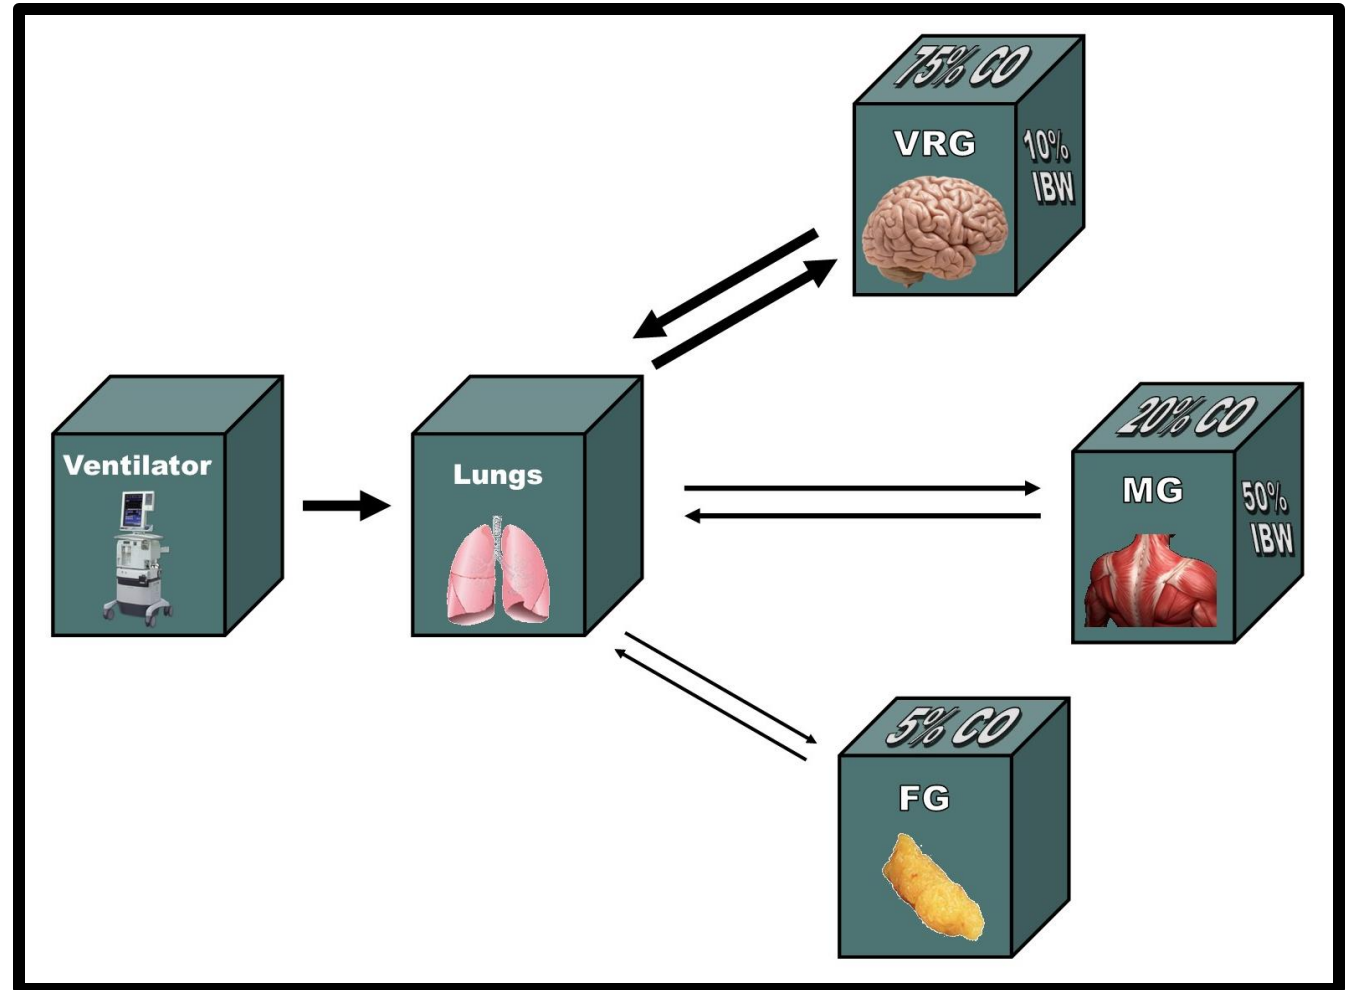 75% CO
VRG
10%
IBW
Ventilator
Lungs
20% CO
MG
50%
IBW
5% CO
FG